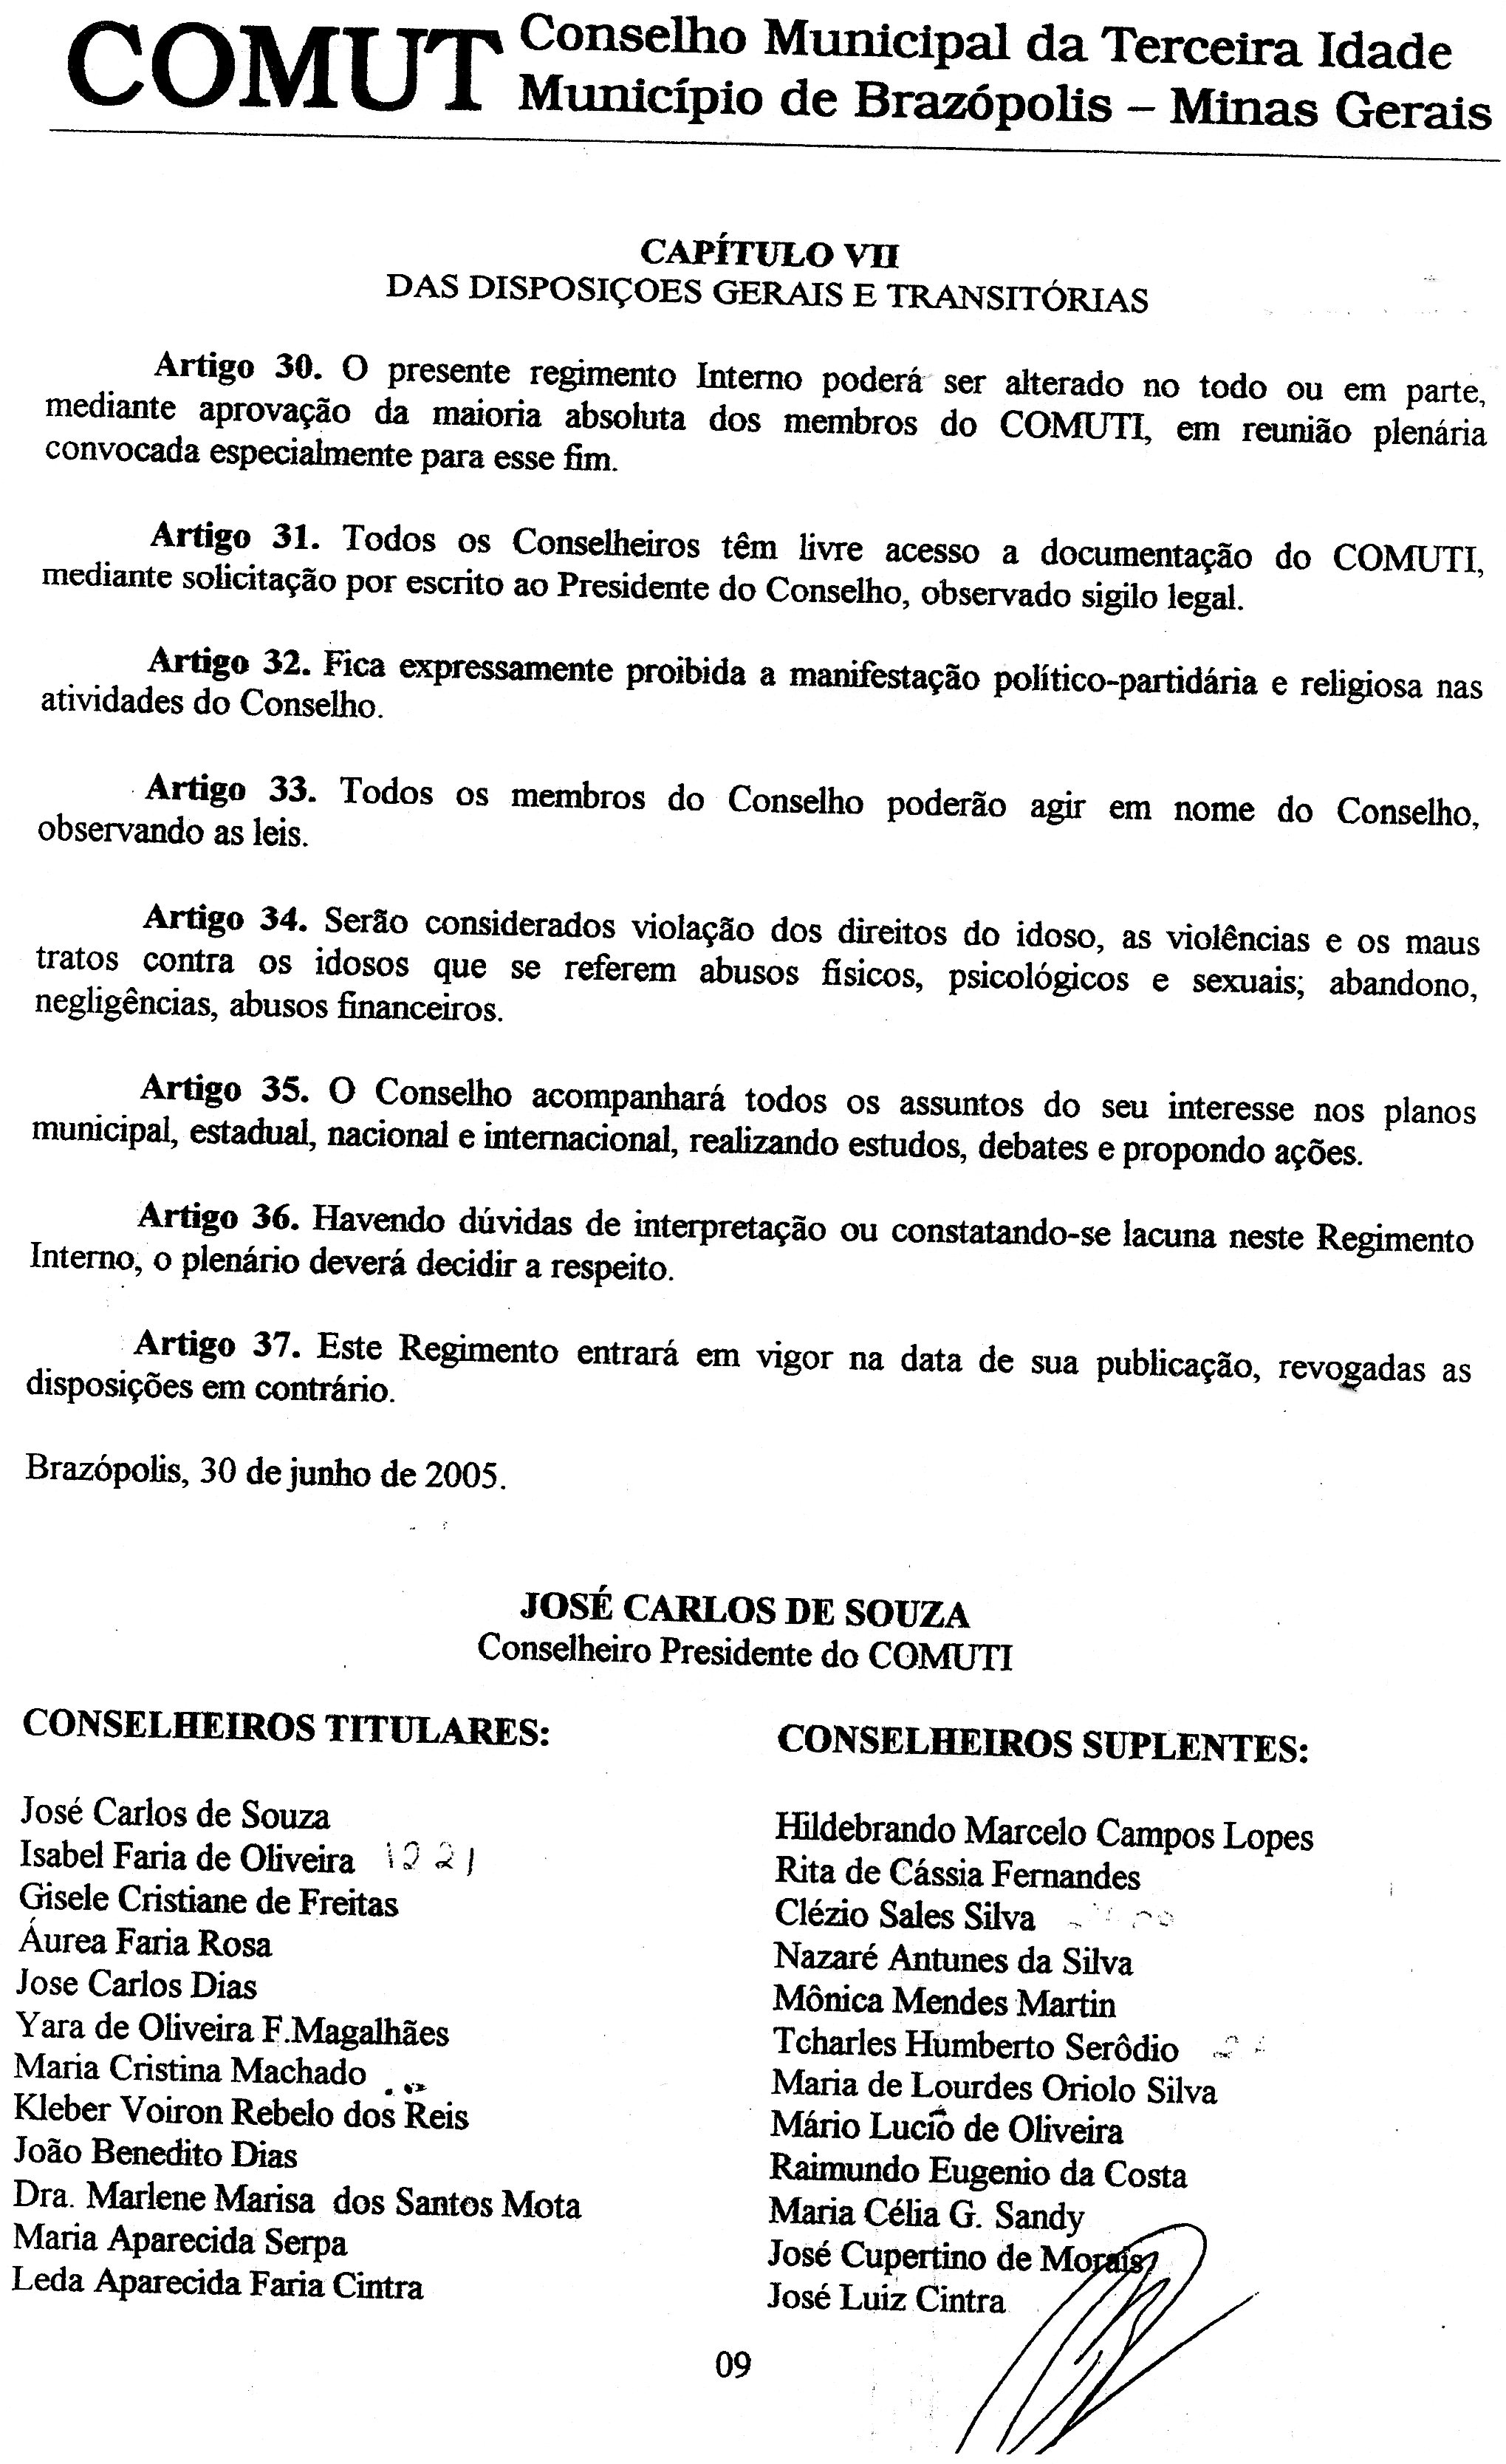 COMUT Conselho Municipal da Terceira Idade
Município de Brazópolis – Minas Gerais
CAPÍTULO VII
DAS DISPOSIÇOES GERAIS E TRANSITÓRIAS
Artigo 30. O presente regimento Interno poderá ser alterado no todo ou em parte,
mediante aprovação da maioria absoluta dos membros do COMUTI, em reunião plenária
convocada especialmente para esse fim.
Artigo 31. Todos os Conselheiros têm livre acesso a documentação do COMUTI,
mediante solicitação por escrito ao Presidente do Conselho, observado sigilo legal.
Artigo 32. Fica expressamente proibida a manifestação político-partidária e religiosa nas
atividades do Conselho.
Artigo 33. Todos os membros do Conselho poderão agir em nome do Conselho,
observando as leis.
Artigo 34. Serão considerados violação dos direitos do idoso, as violências e os maus
tratos contra os idosos que se referem abusos físicos, psicológicos e sexuais; abandono,
negligências, abusos financeiros.
Artigo 35. O Conselho acompanhará todos os assuntos do seu interesse nos planos
municipal, estadual, nacional e internacional, realizando estudos, debates e propondo ações.
Artigo 36. Havendo dúvidas de interpretação ou constatando-se lacuna neste Regimento
Interno, o plenário deverá decidir a respeito.
Artigo 37. Este Regimento entrará em vigor na data de sua publicação, revogadas as
disposições em contrário.
Brazópolis, 30 de junho de 2005.
JOSÉ CARLOS DE SOUZA
Conselheiro Presidente do COMUTI
CONSELHEIROS TITULARES:
José Carlos de Souza
Isabel Faria de Oliveira
Gisele Cristiane de Freitas
Áurea Faria Rosa
Jose Carlos Dias
Yara de Oliveira F.Magalhães
Maria Cristina Machado
Kleber Voiron Rebelo dos Reis
João Benedito Dias
Dra. Marlene Marisa dos Santos Mota
Maria Aparecida Serpa
Leda Aparecida Faria Cintra
CONSELHEIROS SUPLENTES:
Hildebrando Marcelo Campos Lopes
Rita de Cássia Fernandes
Clézio Sales Silva
Nazaré Antunes da Silva
Mônica Mendes Martin
Tcharles Humberto Serôdio
Maria de Lourdes Oriolo Silva
Mário Lucio de Oliveira
Raimundo Eugenio da Costa
Maria Célia G. Sandy
José Cupertino de Morais
José Luiz Cintra
09